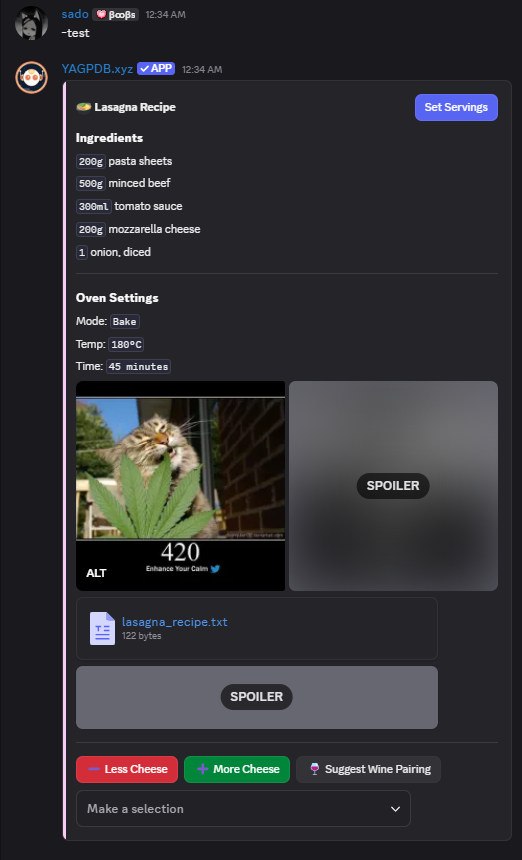 sado βααβs 12:34 AM
-test
YAGPDB.xyz APP 12:34 AM
Lasagna Recipe
Set Servings
Ingredients
200g pasta sheets
500g minced beef
300ml tomato sauce
200g mozzarella cheese
1 onion, diced
Oven Settings
Mode: Bake
Temp: 180°C
Time: 45 minutes
420
Enhance Your Calm
ALT
SPOILER
lasagna_recipe.txt
122 bytes
SPOILER
Less Cheese
More Cheese
Suggest Wine Pairing
Make a selection